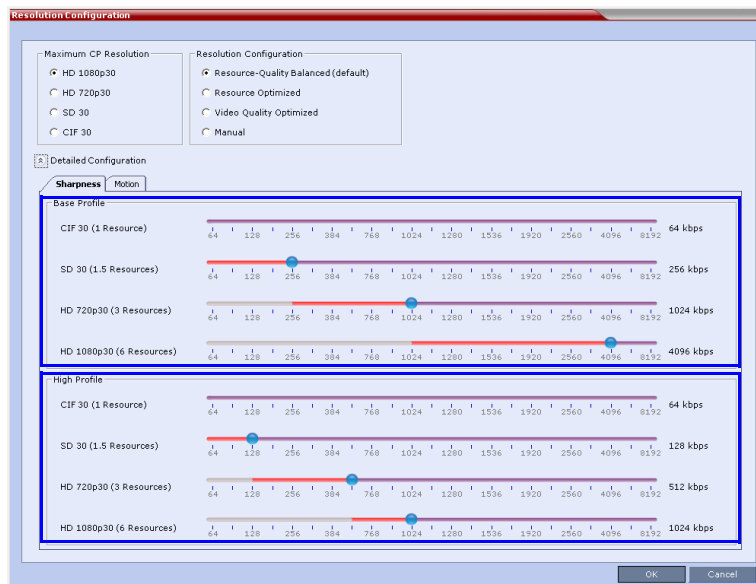 Resolution Configuration
Maximum CP Resolution
HD 1080p30
HD 720p30
SD 30
CIF 30
Resolution Configuration
Resource-Quality Balanced (default)
Resource Optimized
Video Quality Optimized
Manual
Detailed Configuration
Sharpness Motion
Base Profile
CIF 30 (1 Resource) 64 kbps
64 128 256 384 768 1024 1280 1536 1920 2560 4096 8192
SD 30 (1.5 Resources) 256 kbps
64 128 256 384 768 1024 1280 1536 1920 2560 4096 8192
HD 720p30 (3 Resources) 1024 kbps
64 128 256 384 768 1024 1280 1536 1920 2560 4096 8192
HD 1080p30 (6 Resources) 4096 kbps
64 128 256 384 768 1024 1280 1536 1920 2560 4096 8192
High Profile
CIF 30 (1 Resource) 64 kbps
64 128 256 384 768 1024 1280 1536 1920 2560 4096 8192
SD 30 (1.5 Resources) 128 kbps
64 128 256 384 768 1024 1280 1536 1920 2560 4096 8192
HD 720p30 (3 Resources) 512 kbps
64 128 256 384 768 1024 1280 1536 1920 2560 4096 8192
HD 1080p30 (6 Resources) 1024 kbps
64 128 256 384 768 1024 1280 1536 1920 2560 4096 8192
OK Cancel